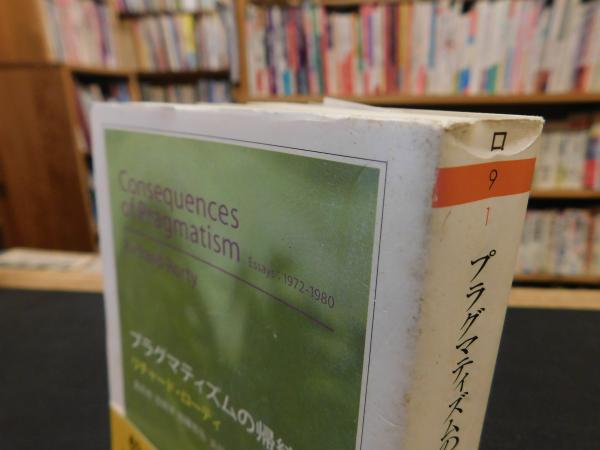 Consequences
of Pragmatism Essays : 1972-1980
Richard Rorty
プラグマティズムの帰結
リチャード・ローティ
ロ
9
1
プラグマティズムの